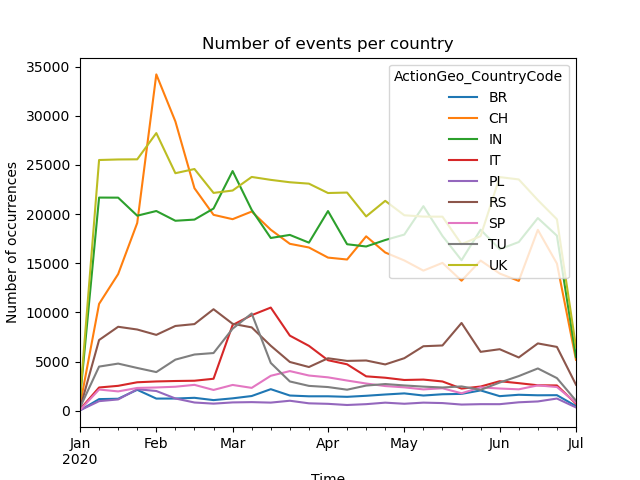 Number of events per country
Number of occurrences
35000
30000
25000
20000
15000
10000
5000
0
ActionGeo_CountryCode
BR
CH
IN
IT
PL
RS
SP
TU
UK
Jan Feb Mar Apr May Jun Jul
2020
Time